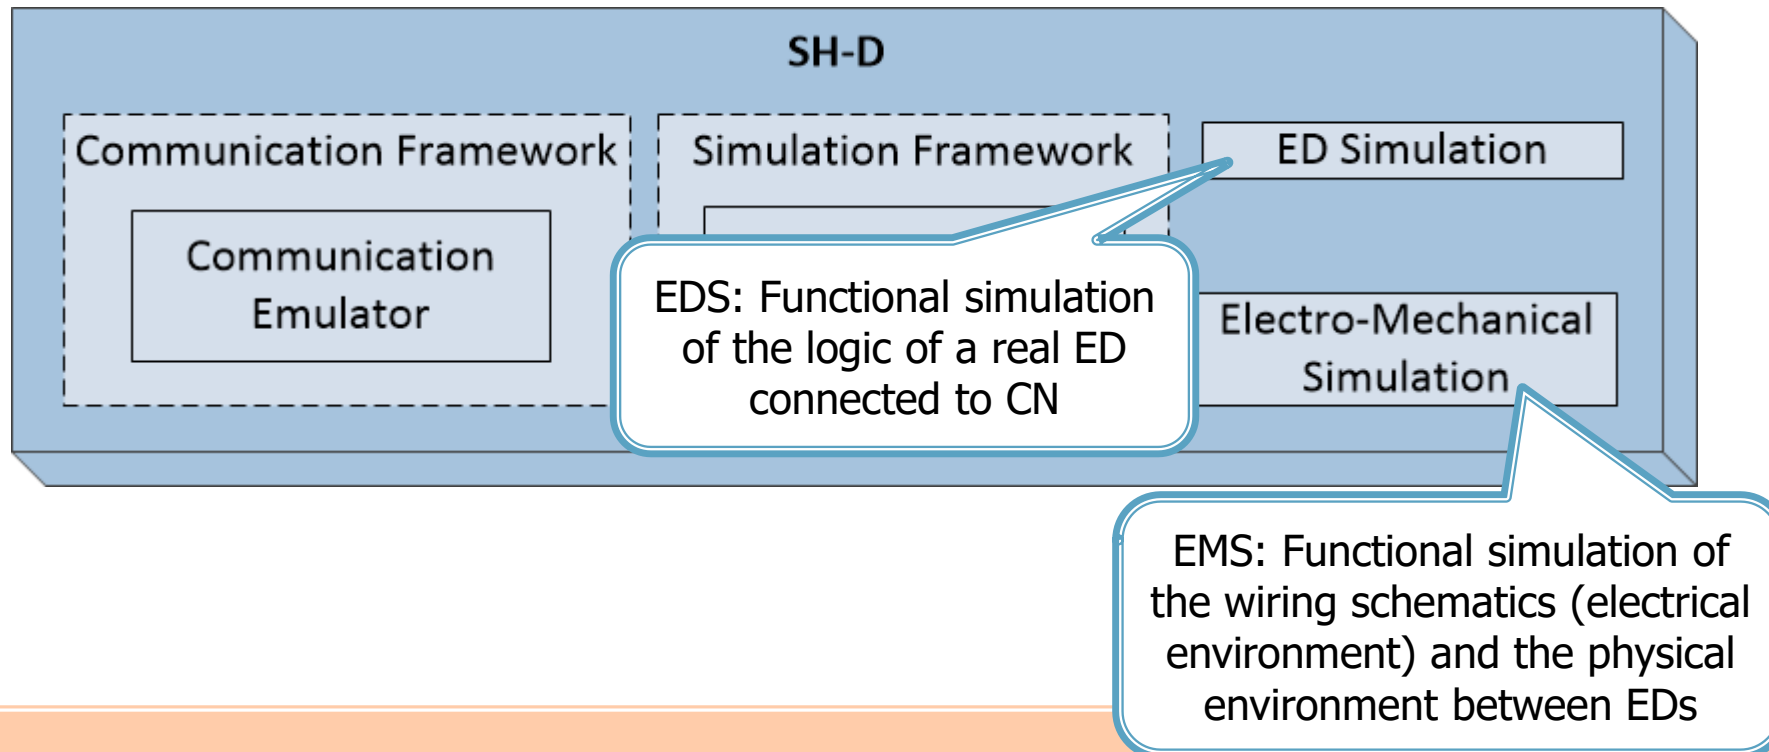 SH-D
Communication Framework
Communication
Emulator
Simulation Framework
ED Simulation
Electro-Mechanical
Simulation
EDS: Functional simulation
of the logic of a real ED
connected to CN
EMS: Functional simulation of
the wiring schematics (electrical
environment) and the physical
environment between EDs